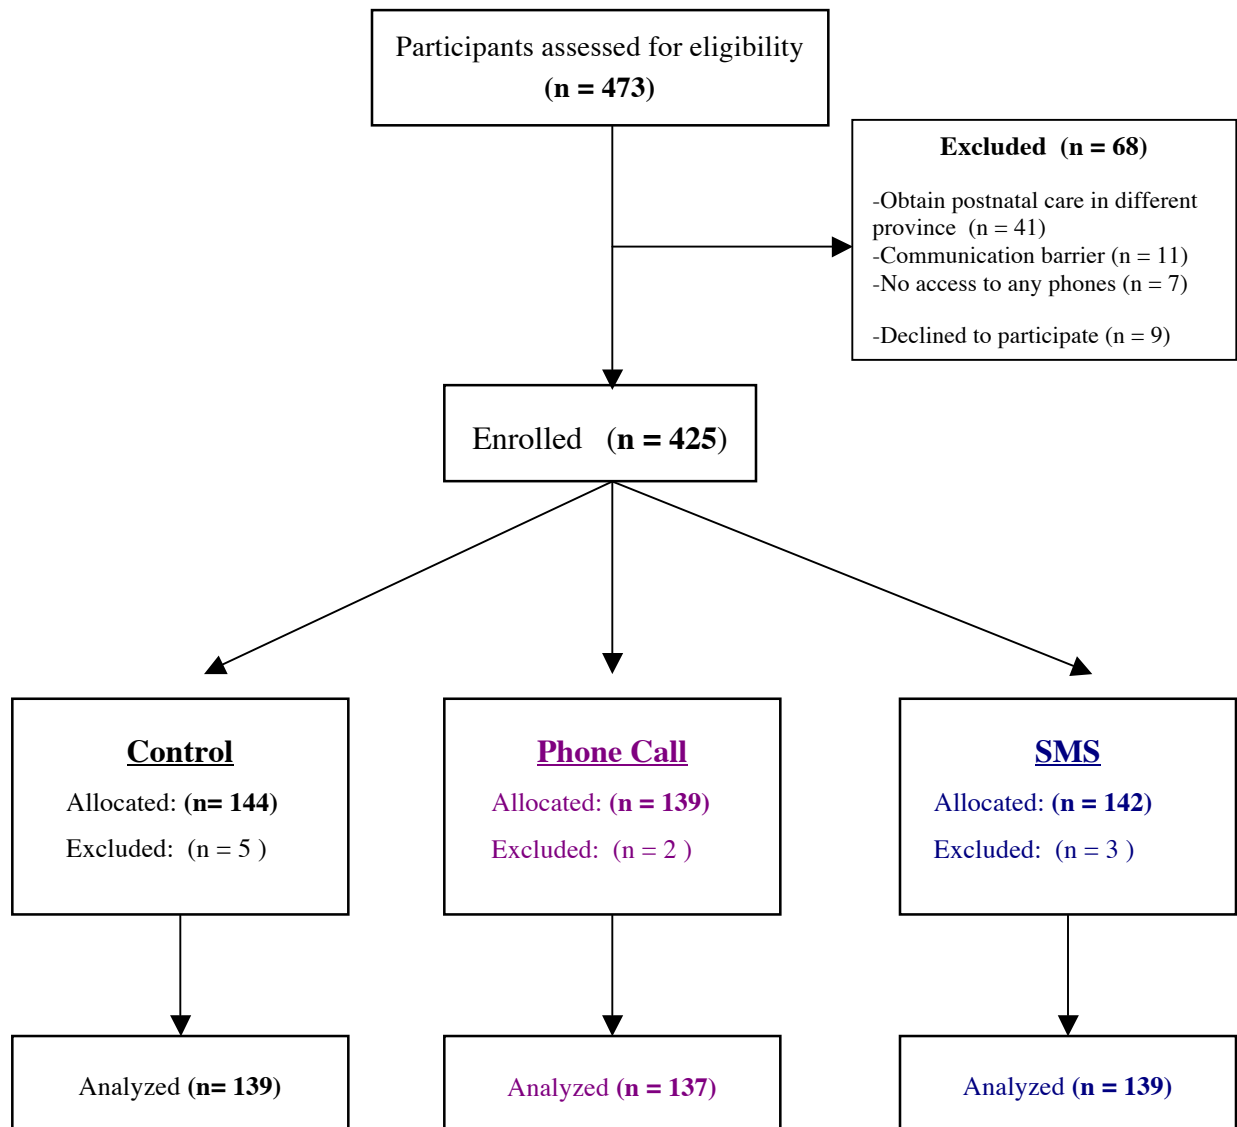 Participants assessed for eligibility
(n = 473)
Excluded (n = 68)
-Obtain postnatal care in different
province (n = 41)
-Communication barrier (n = 11)
-No access to any phones (n = 7)
-Declined to participate (n = 9)
Enrolled (n = 425)
Control
Allocated: (n= 144)
Excluded: (n = 5 )
Phone Call
Allocated: (n = 139)
Excluded: (n = 2 )
SMS
Allocated: (n = 142)
Excluded: (n = 3 )
Analyzed (n= 139)
Analyzed (n = 137)
Analyzed (n = 139)